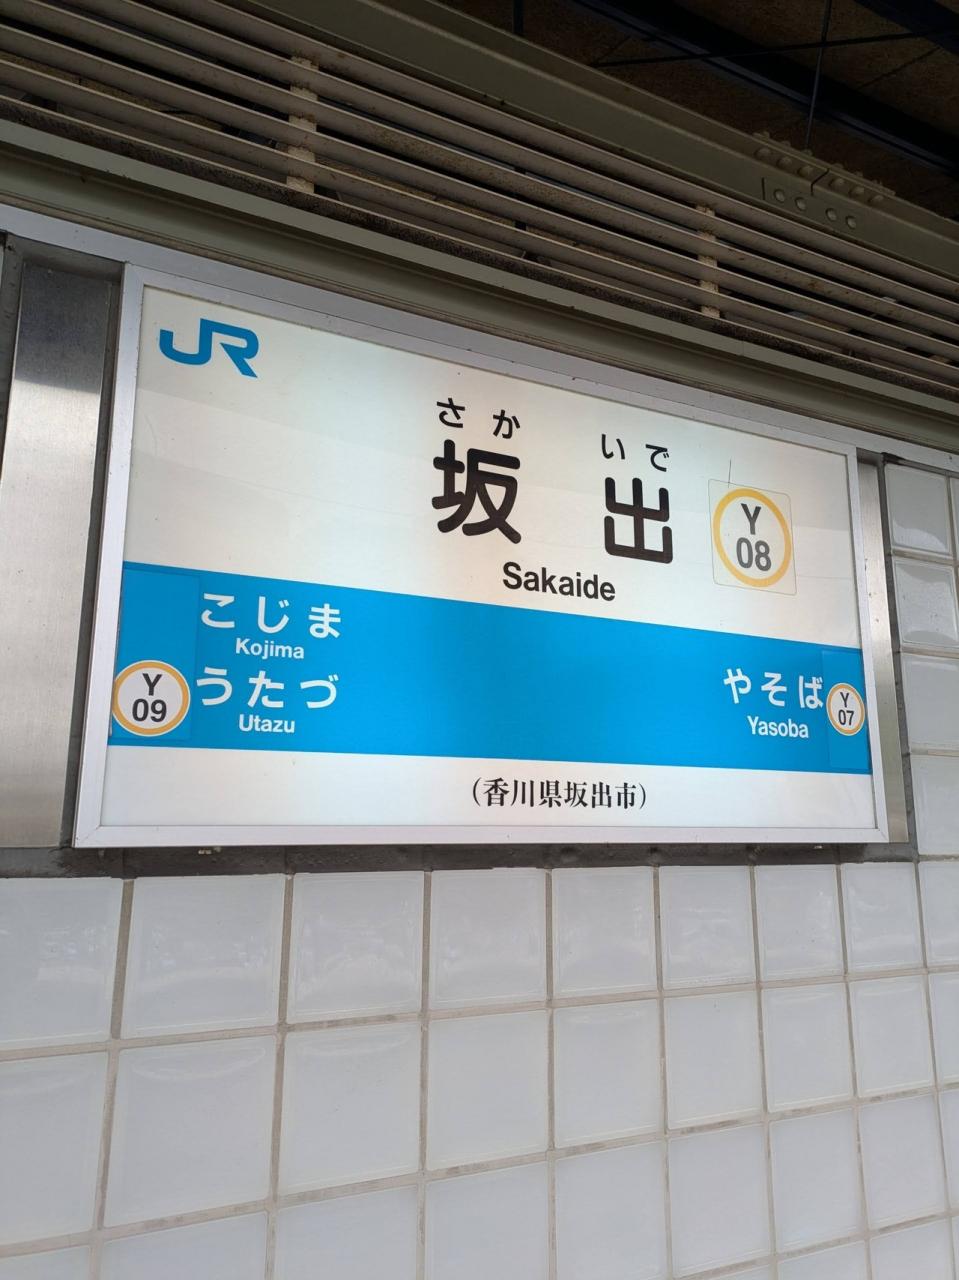 JR
さかいで
坂出
Sakaide
Y
08
こじま
Kojima
Y
09
うたづ
Utazu
やそば
Yasoba
Y
07
(香川県坂出市)